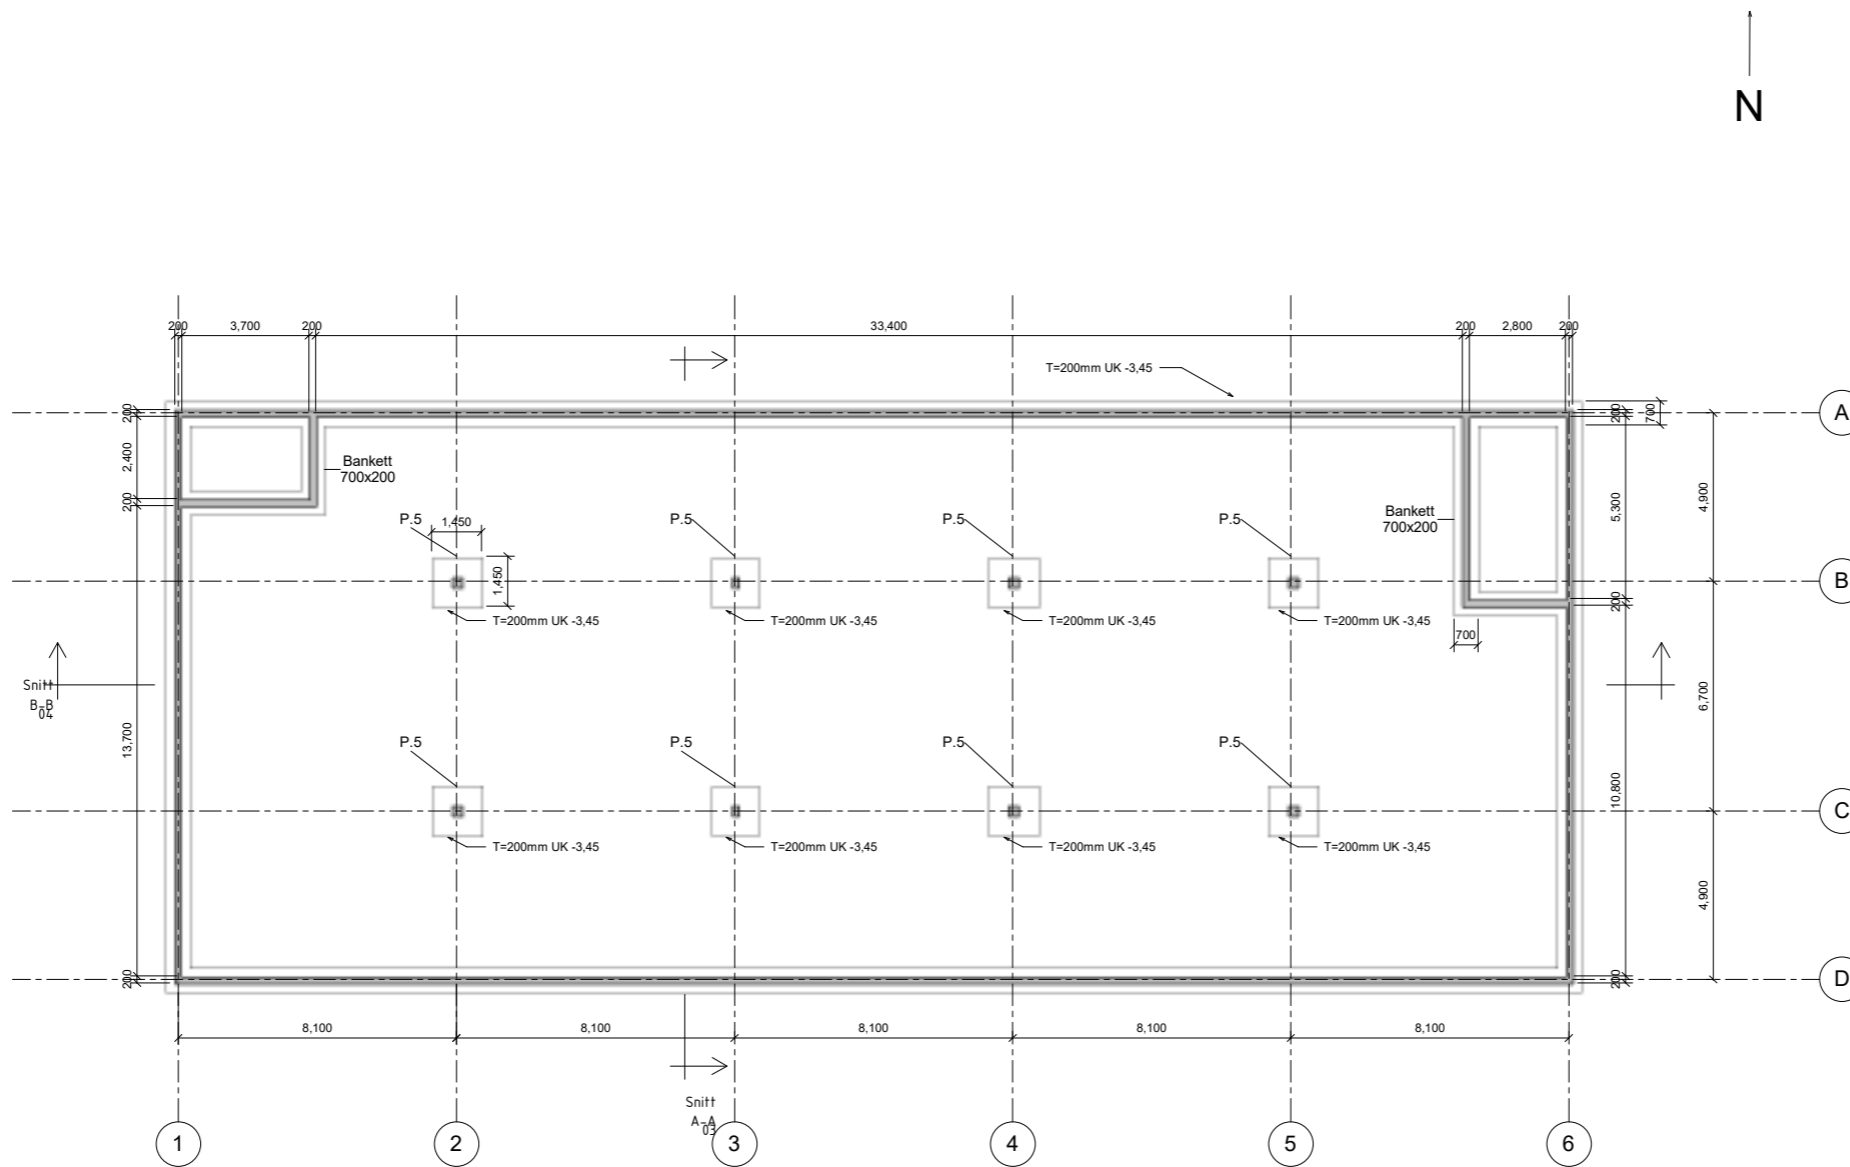 N
200 3,700 200 33,400 200 2,800 200
T=200mm UK -3,45
A
200 200 700
2,400
Bankett
700x200
200
4,900
5,300
Bankett
700x200
P.5 1,450 P.5 P.5 P.5
1,450
B
200
T=200mm UK -3,45 T=200mm UK -3,45 T=200mm UK -3,45 T=200mm UK -3,45
700
Snitt
B-B
04
6,700
13,700
P.5 P.5 P.5 P.5
10,800
C
T=200mm UK -3,45 T=200mm UK -3,45 T=200mm UK -3,45 T=200mm UK -3,45
4,900
200 200
D
8,100 8,100 8,100 8,100 8,100
Snitt
A-A
03
1 2 3 4 5 6